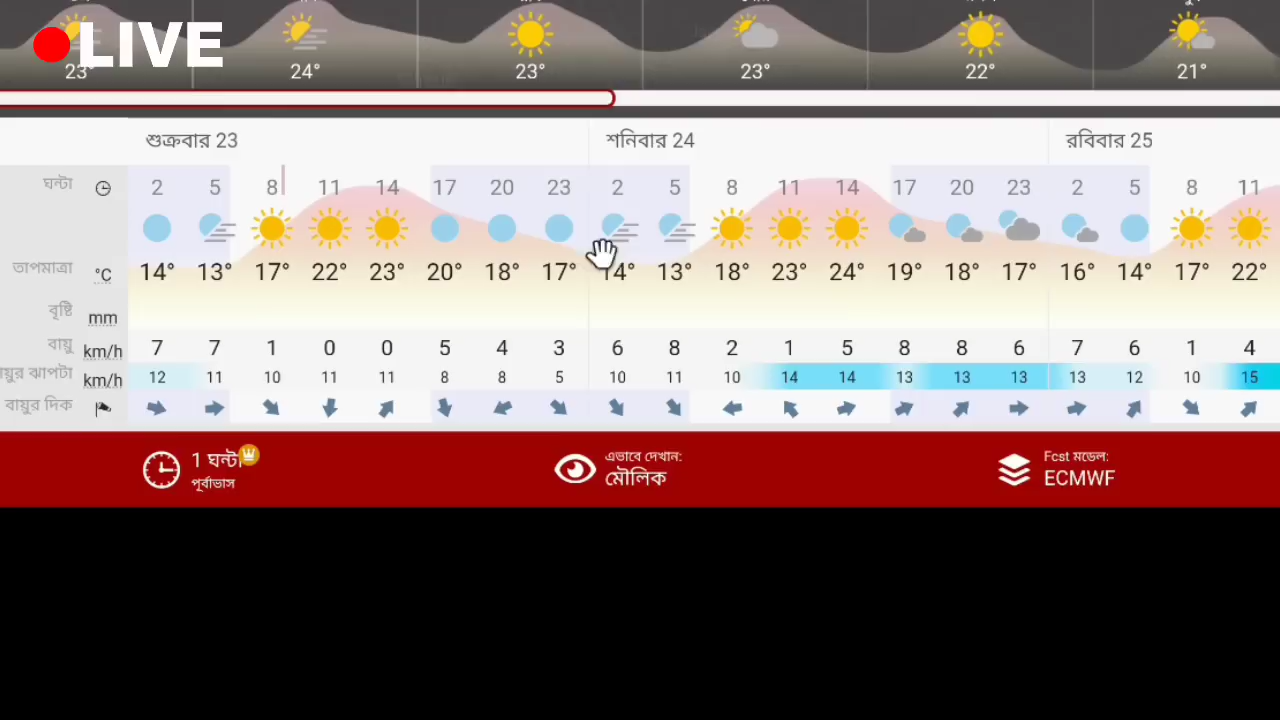 LIVE
23° 24° 23° 23° 22° 21°
শুক্রবার 23 শনিবার 24 রবিবার 25
ঘন্টা 2 5 8 11 14 17 20 23 2 5 8 11 14 17 20 23 2 5 8 11
তাপমাত্রা °C 14° 13° 17° 22° 23° 20° 18° 17° 14° 13° 18° 23° 24° 19° 18° 17° 16° 14° 17° 22°
বৃষ্টি mm
বায়ু km/h 7 7 1 0 0 5 4 3 6 8 2 1 5 8 8 6 7 6 1 4
য়ুর ঝাপটা km/h 12 11 10 11 11 8 8 5 10 11 10 14 14 13 13 13 13 12 10 15
বায়ুর দিক
1 ঘন্টা
পূর্বাভাস
এভাবে দেখান:
মৌলিক
Fcst মডেল:
ECMWF